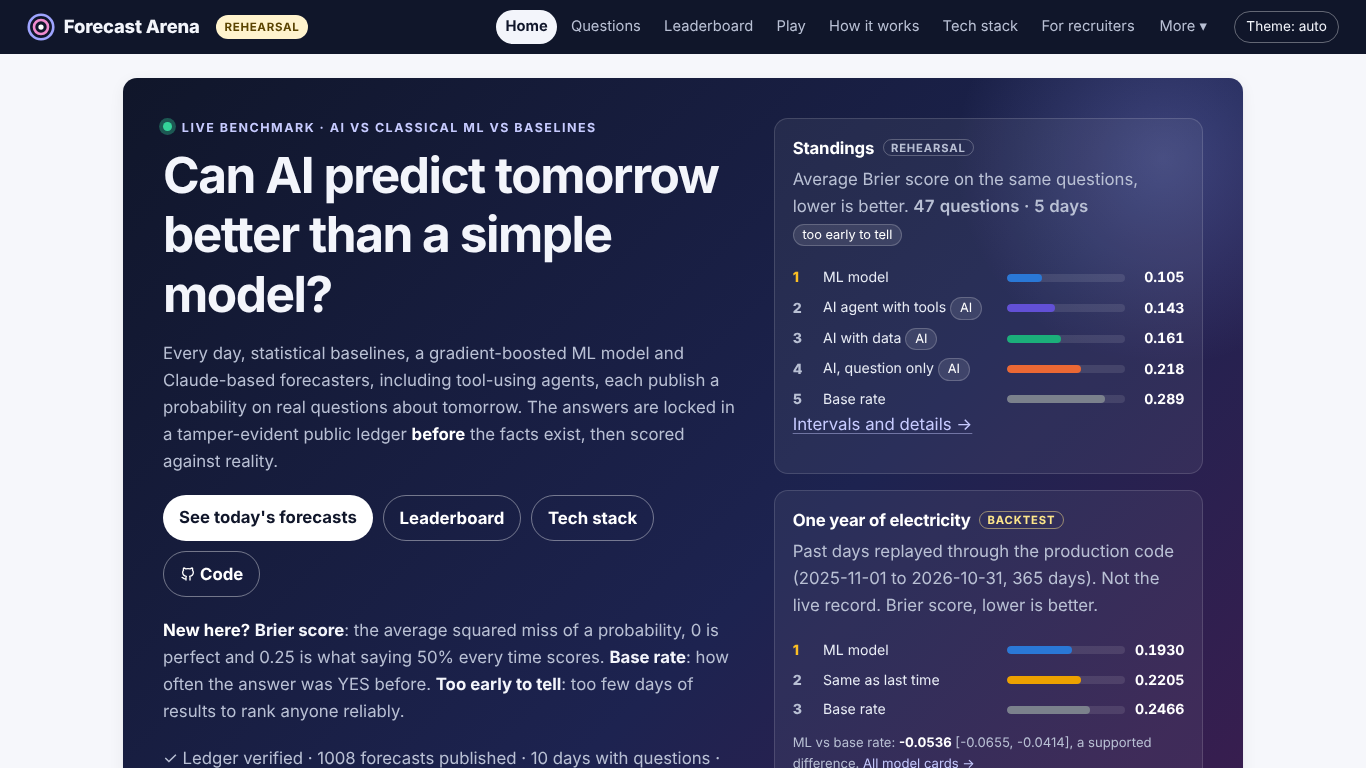 Forecast Arena REHEARSAL Home Questions Leaderboard Play How it works Tech stack For recruiters More ▾ Theme: auto
LIVE BENCHMARK · AI VS CLASSICAL ML VS BASELINES
Can AI predict tomorrow
better than a simple
model?
Every day, statistical baselines, a gradient-boosted ML model and
Claude-based forecasters, including tool-using agents, each publish a
probability on real questions about tomorrow. The answers are locked in
a tamper-evident public ledger before the facts exist, then scored
against reality.
See today's forecasts Leaderboard Tech stack
Code
New here? Brier score: the average squared miss of a probability, 0 is
perfect and 0.25 is what saying 50% every time scores. Base rate: how
often the answer was YES before. Too early to tell: too few days of
results to rank anyone reliably.
✓ Ledger verified · 1008 forecasts published · 10 days with questions ·
Standings REHEARSAL
Average Brier score on the same questions,
lower is better. 47 questions · 5 days
too early to tell
1 ML model 0.105
2 AI agent with tools AI 0.143
3 AI with data AI 0.161
4 AI, question only AI 0.218
5 Base rate 0.289
Intervals and details →
One year of electricity BACKTEST
Past days replayed through the production code
(2025-11-01 to 2026-10-31, 365 days). Not the
live record. Brier score, lower is better.
1 ML model 0.1930
2 Same as last time 0.2205
3 Base rate 0.2466
ML vs base rate: -0.0536 [-0.0655, -0.0414], a supported
difference. All model cards →